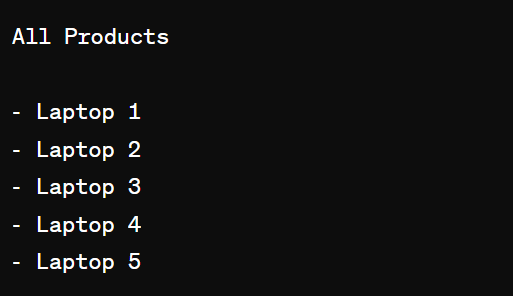 All Products
- Laptop 1
- Laptop 2
- Laptop 3
- Laptop 4
- Laptop 5